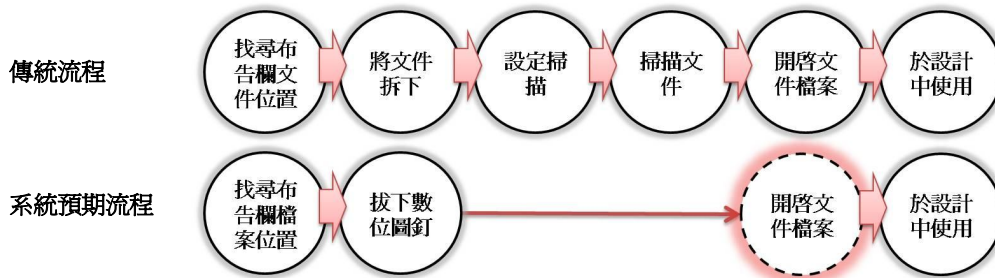 傳統流程
找尋布
告欄文
件位置
將文件
拆下
設定掃
描
掃描文
件
開啓文
件檔案
於設計
中使用
系統預期流程
找尋布
告欄檔
案位置
拔下數
位圖釘
開啓文
件檔案
於設計
中使用